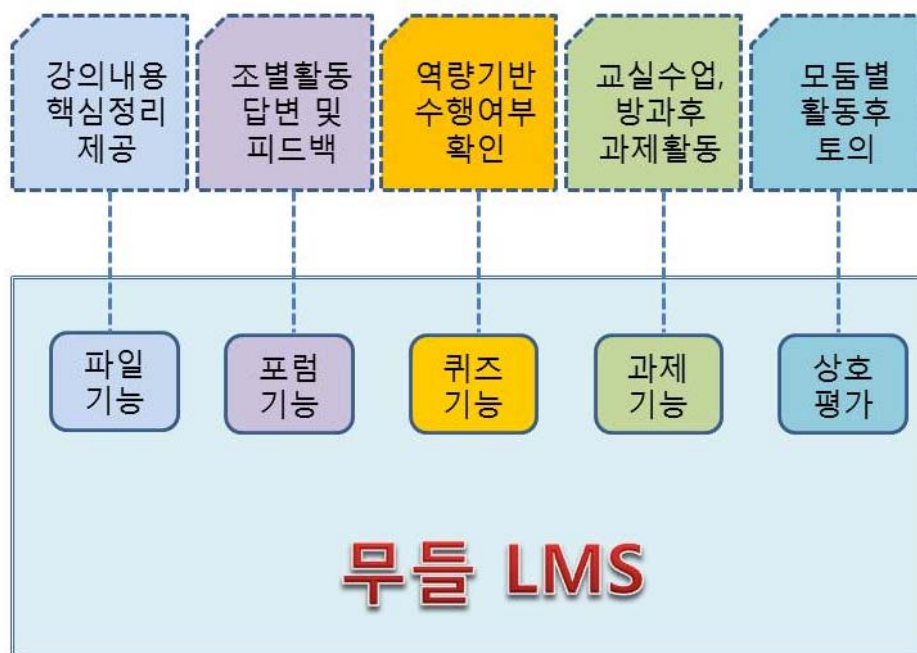 강의내용
핵심정리
제공
조별활동
답변 및
피드백
역량기반
수행여부
확인
교실수업,
방과후
과제활동
모둠별
활동후
토의
파일
기능
포럼
기능
퀴즈
기능
과제
기능
상호
평가
무들 LMS